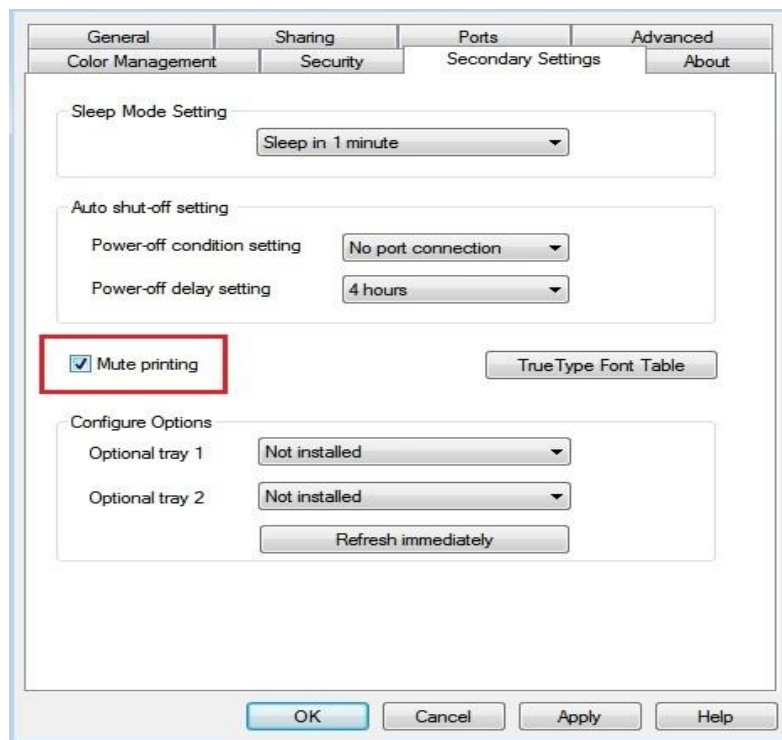 General Sharing Ports Advanced
Color Management Security Secondary Settings About
Sleep Mode Setting
Sleep in 1 minute
Auto shut-off setting
Power-off condition setting No port connection
Power-off delay setting 4 hours
Mute printing TrueType Font Table
Configure Options
Optional tray 1 Not installed
Optional tray 2 Not installed
Refresh immediately
OK Cancel Apply Help